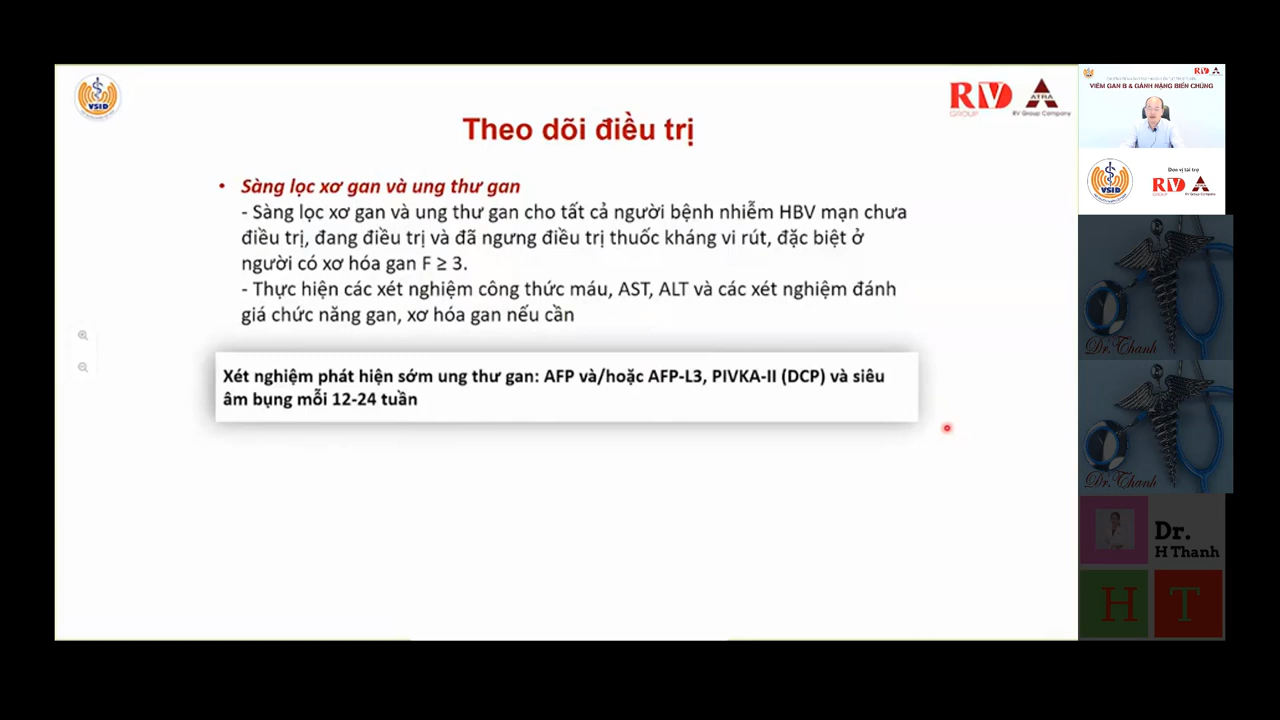 VSID
RV
GROUP
ATRA
RV Group Company
Theo dõi điều trị
• Sàng lọc xơ gan và ung thư gan
- Sàng lọc xơ gan và ung thư gan cho tất cả người bệnh nhiễm HBV mạn chưa
điều trị, đang điều trị và đã ngưng điều trị thuốc kháng vi rút, đặc biệt ở
người có xơ hóa gan F ≥ 3.
- Thực hiện các xét nghiệm công thức máu, AST, ALT và các xét nghiệm đánh
giá chức năng gan, xơ hóa gan nếu cần
Xét nghiệm phát hiện sớm ung thư gan: AFP và/hoặc AFP-L3, PIVKA-II (DCP) và siêu
âm bụng mỗi 12-24 tuần
RV
VIÊM GAN B & GÁNH NẶNG BIẾN CHỨNG
VSID
Đơn vị tài trợ
RV
Dr. Thanh
Dr. Thanh
Dr.
H Thanh
H T